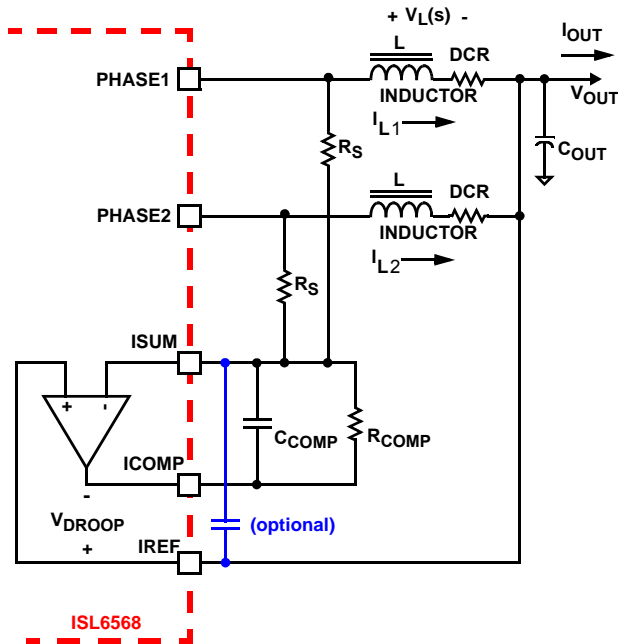 + VL(s) -
L
DCR
IOUT
PHASE1
INDUCTOR
VOUT
IL1
COUT
RS
L
DCR
PHASE2
INDUCTOR
IL2
RS
ISUM
+ -
CCOMP
RCOMP
ICOMP
-
VDROOP
(optional)
+
IREF
ISL6568